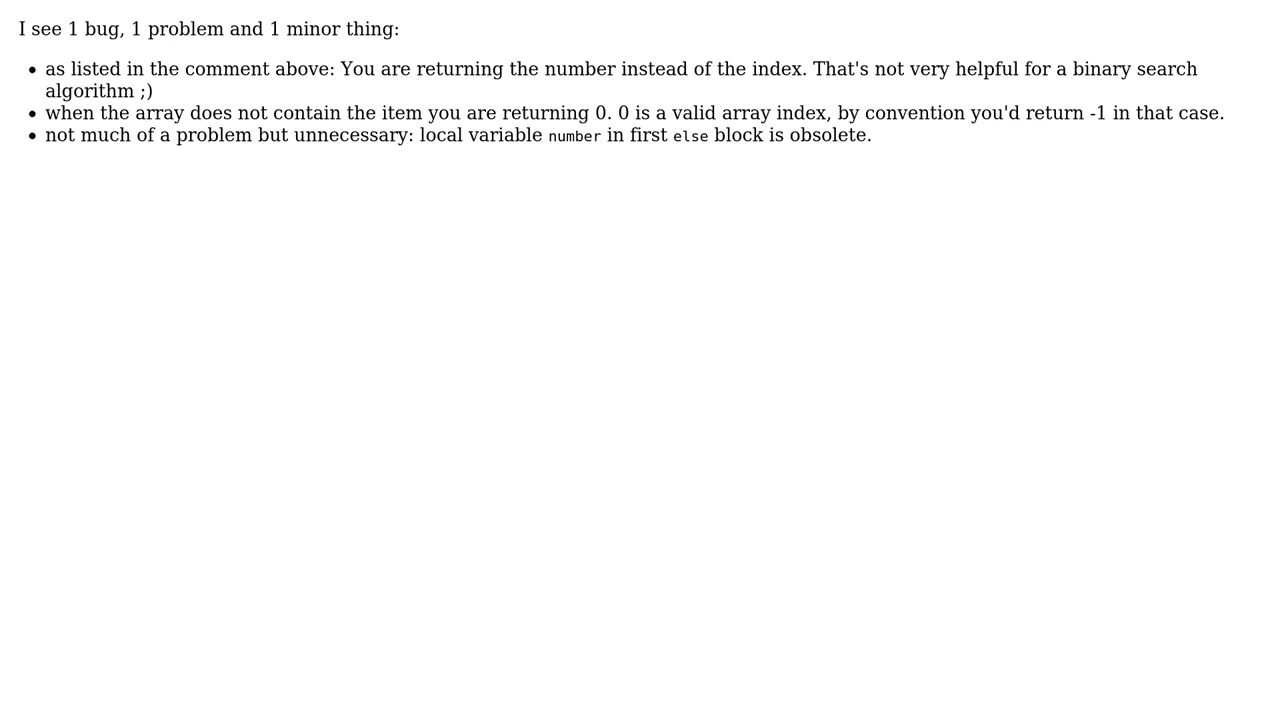 I see 1 bug, 1 problem and 1 minor thing:
• as listed in the comment above: You are returning the number instead of the index. That's not very helpful for a binary search
algorithm ;)
• when the array does not contain the item you are returning 0. 0 is a valid array index, by convention you'd return -1 in that case.
• not much of a problem but unnecessary: local variable number in first else block is obsolete.